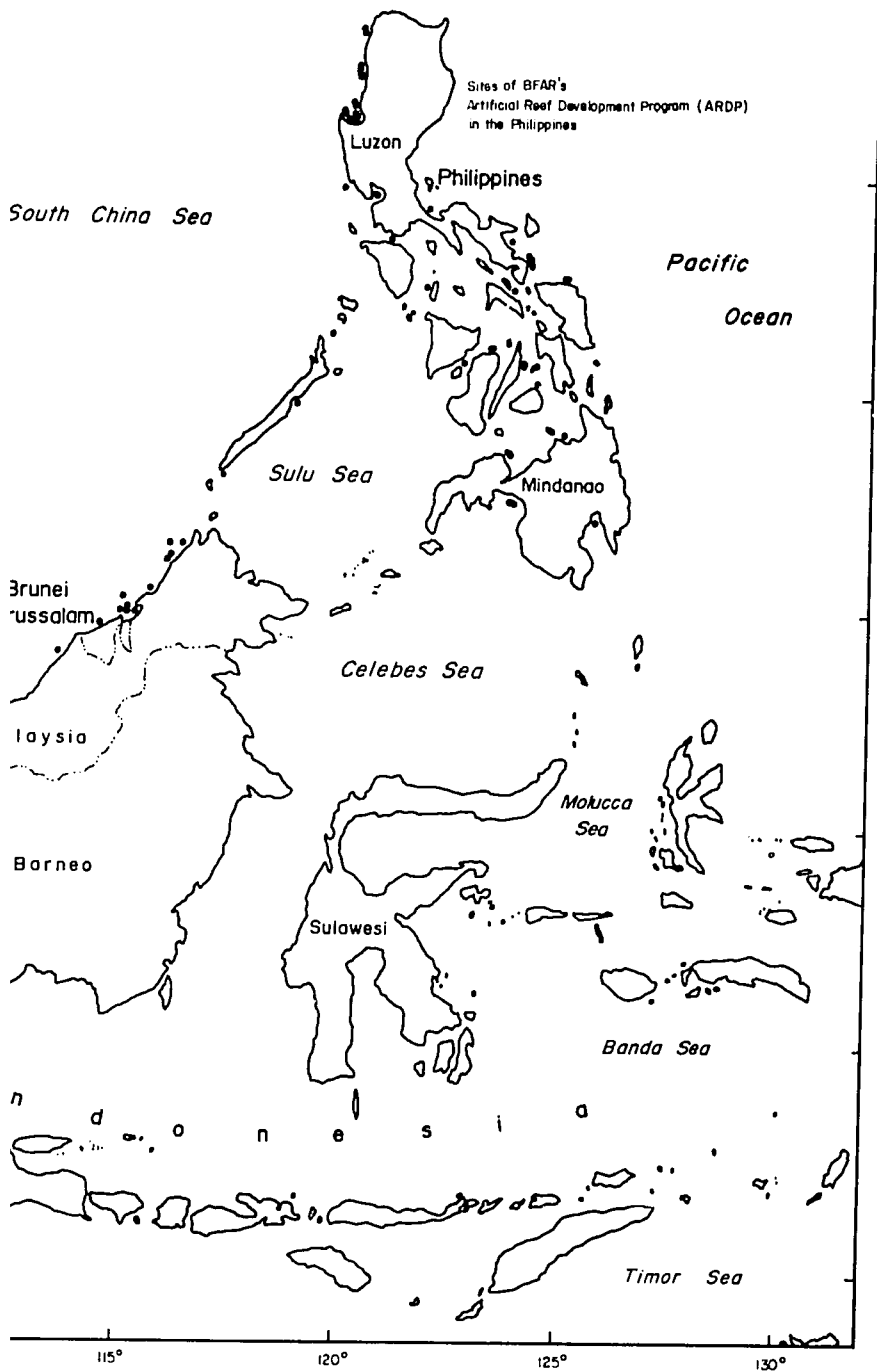 Sites of BFAR's
Artificial Reef Development Program (ARDP)
in the Philippines
Luzon
Philippines
South China Sea
Pacific
Ocean
Sulu Sea
Mindanao
Brunei
russalam
Celebes Sea
laysia
Molucca
Sea
Barneo
Sulawesi
Banda Sea
n d o n e s i a
Timor Sea
115° 120° 125° 130°